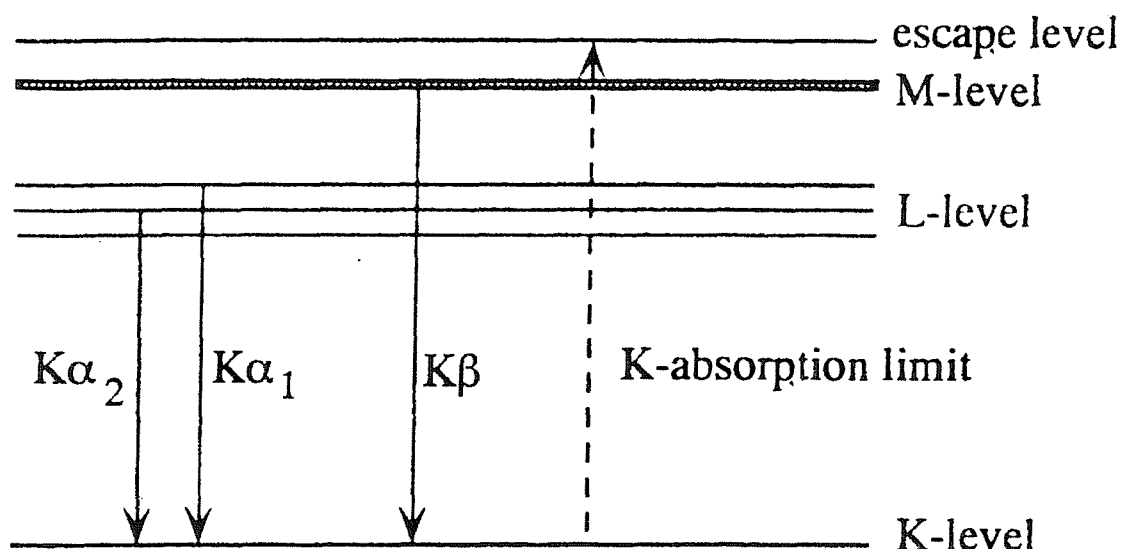 escape level
M-level
L-level
Kα2
Kα1
Kβ
K-absorption limit
K-level